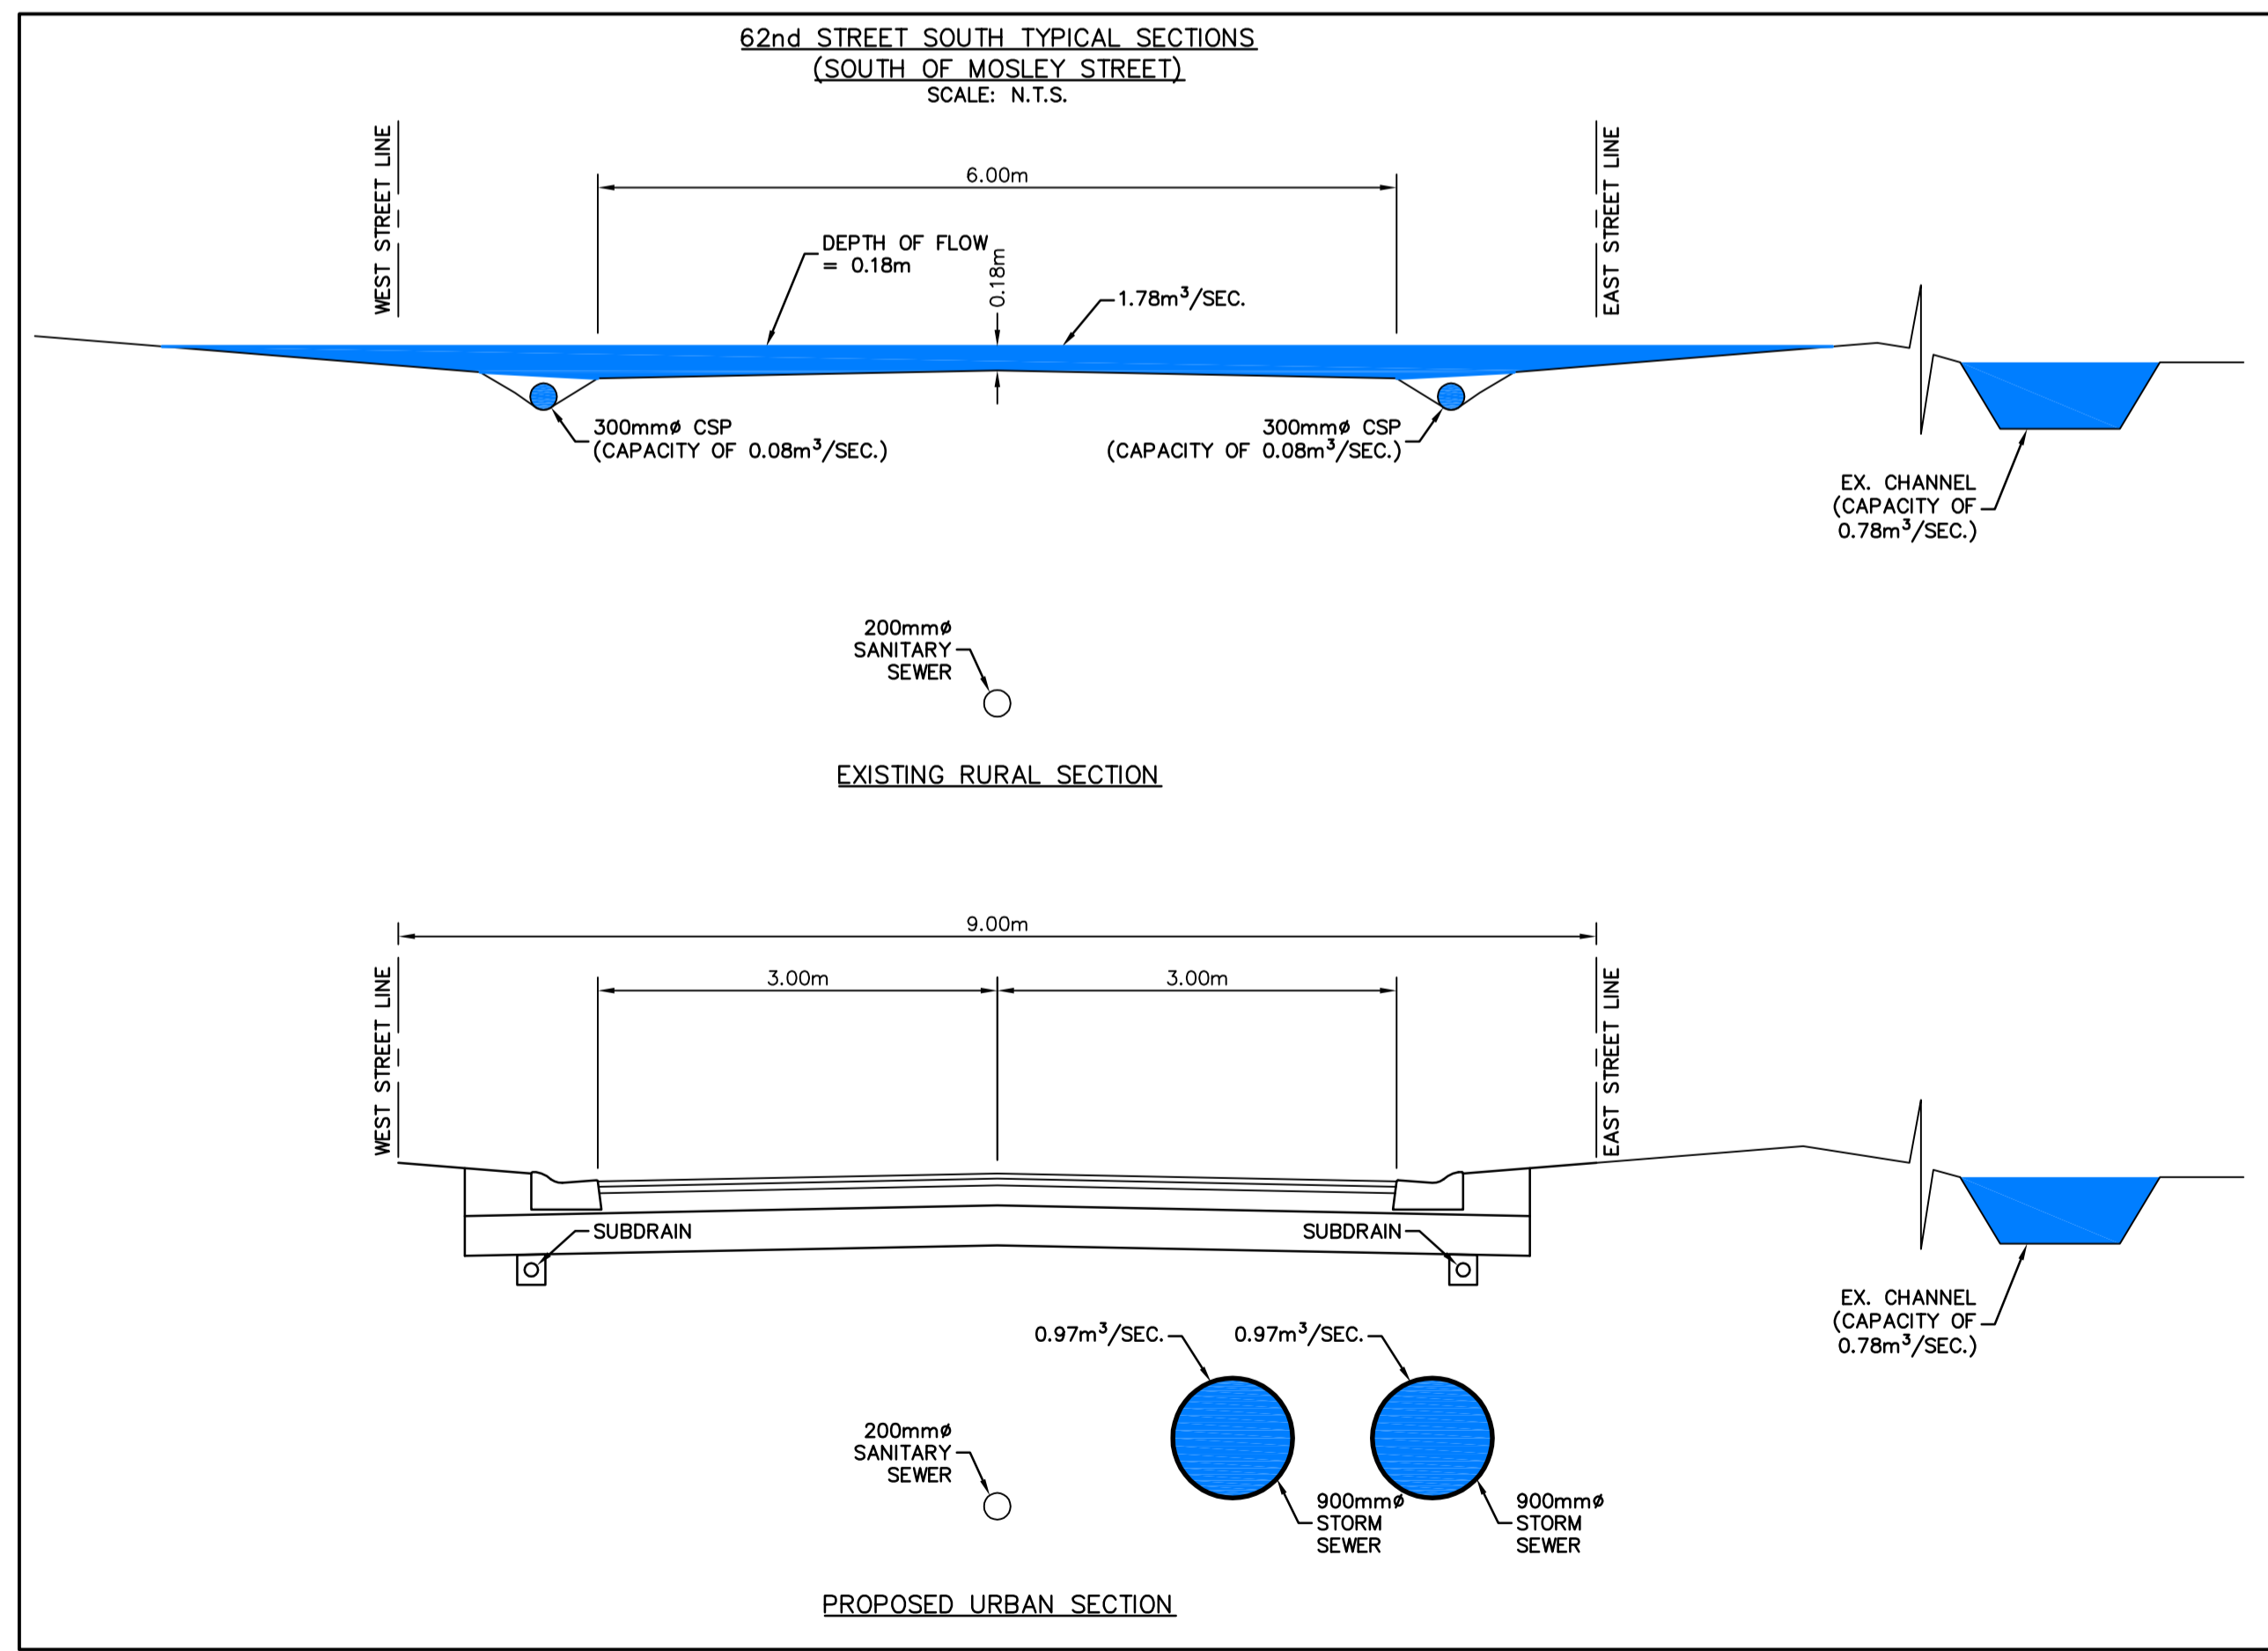 62nd STREET SOUTH TYPICAL SECTIONS
(SOUTH OF MOSLEY STREET)
SCALE: N.T.S.
WEST STREET LINE
EAST STREET LINE
6.00m
DEPTH OF FLOW
= 0.18m
0.18m
1.78m³/SEC.
300mmø CSP
(CAPACITY OF 0.08m³/SEC.)
300mmø CSP
(CAPACITY OF 0.08m³/SEC.)
EX. CHANNEL
(CAPACITY OF
0.78m³/SEC.)
200mmø
SANITARY
SEWER
EXISTING RURAL SECTION
9.00m
WEST STREET LINE
EAST STREET LINE
3.00m
3.00m
SUBDRAIN
SUBDRAIN
EX. CHANNEL
(CAPACITY OF
0.78m³/SEC.)
0.97m³/SEC.
0.97m³/SEC.
200mmø
SANITARY
SEWER
900mmø
STORM
SEWER
900mmø
STORM
SEWER
PROPOSED URBAN SECTION